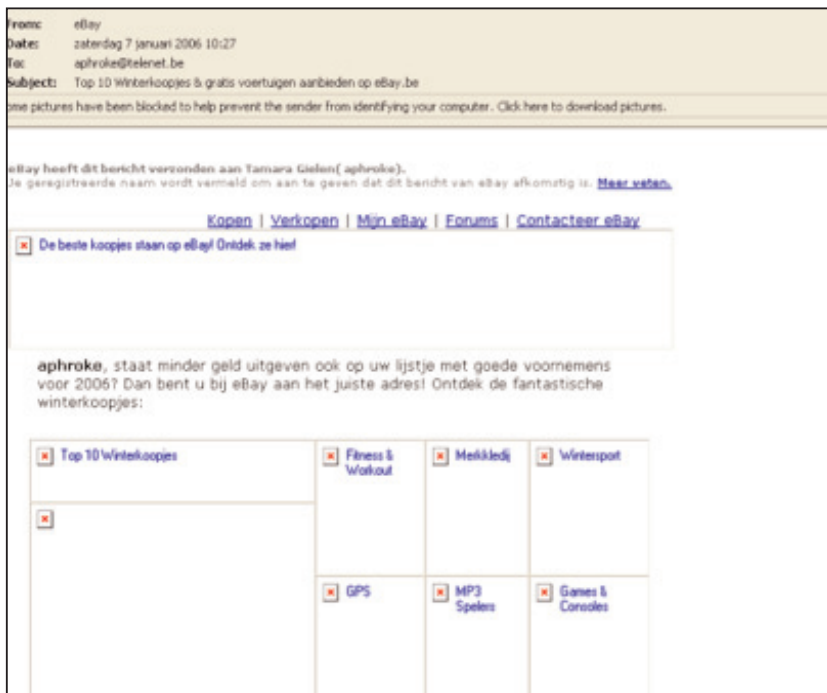 From: eBay
Date: zaterdag 7 januari 2006 10:27
To: aphroke@telenet.be
Subject: Top 10 Winterkoopjes & gratis voertuigen aanbieden op eBay.be
ome pictures have been blocked to help prevent the sender from identifying your computer. Click here to download pictures.
eBay heeft dit bericht verzonden aan Tamara Gielen( aphroke).
Je geregistreerde naam wordt vermeld om aan te geven dat dit bericht van eBay afkomstig is. Meer weten.
Kopen | Verkopen | Mijn eBay | Forums | Contacteer eBay
De beste koopjes staan op eBay! Ontdek ze hier!
aphroke, staat minder geld uitgeven ook op uw lijstje met goede voornemens
voor 2006? Dan bent u bij eBay aan het juiste adres! Ontdek de fantastische
winterkoopjes:
Top 10 Winterkoopjes
Fitness &
Workout
Merkkledij
Wintersport
GPS
MP3
Spelers
Games &
Consoles